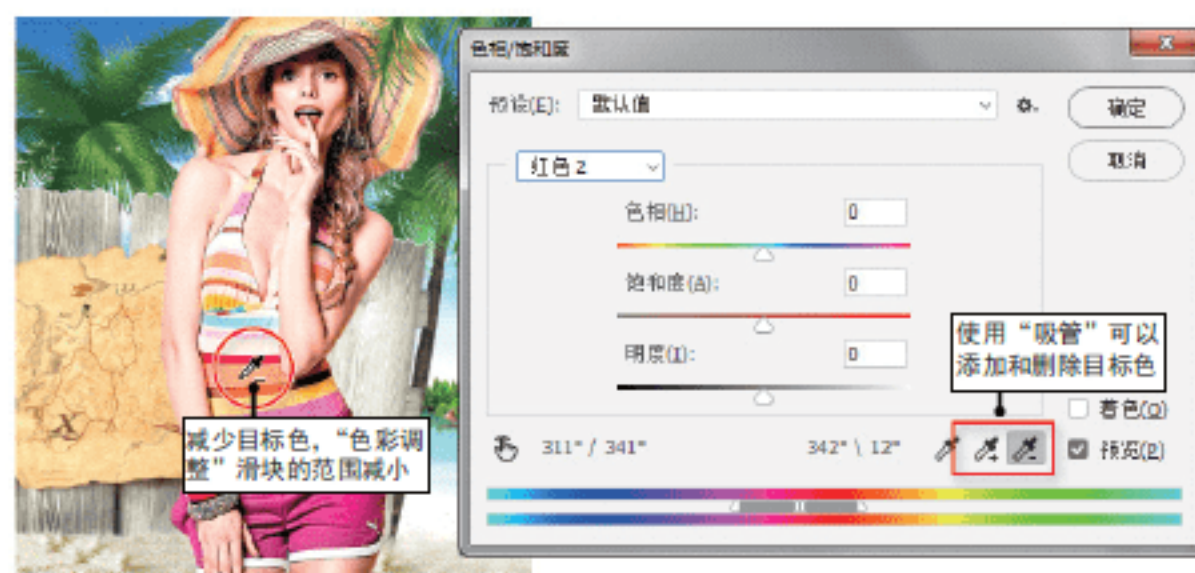 色相/饱和度
预设(E):
默认值
确定
取消
红色 2
色相(H):
0
饱和度(A):
0
明度(I):
0
使用“吸管”可以
添加和删除目标色
着色(O)
减少目标色，“色彩调
整”滑块的范围减小
311° / 341°
342° \ 12°
预览(P)
X